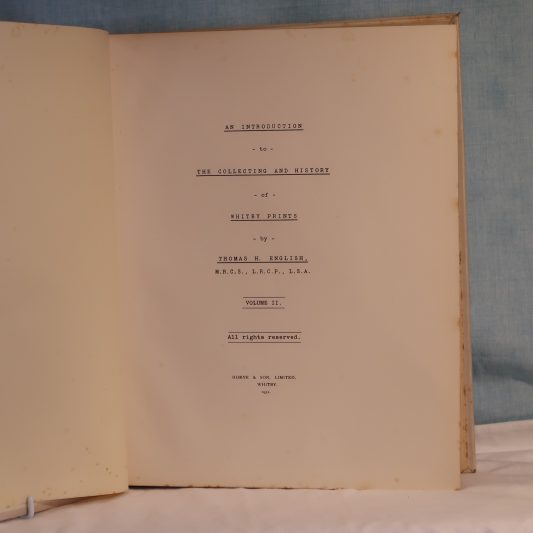 AN INTRODUCTION
- to -
THE COLLECTING AND HISTORY
- of -
WHITBY PRINTS
- by -
THOMAS H. ENGLISH,
M.R.C.S., L.R.C.P., L.S.A.
VOLUME II.
All rights reserved.
HORNE & SON, LIMITED,
WHITBY.
1931.